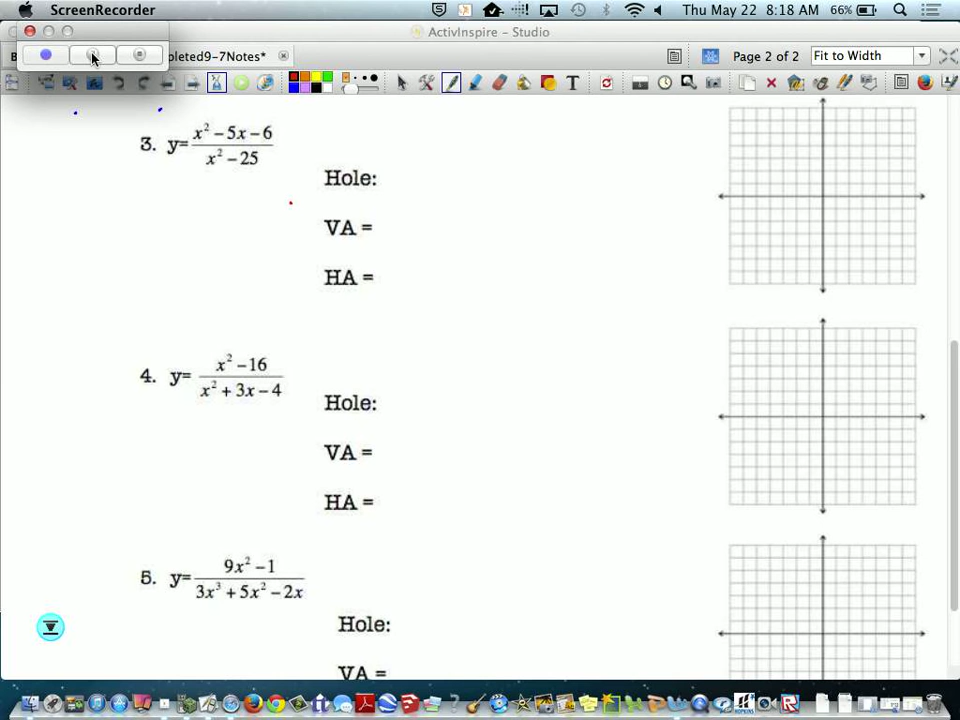 ScreenRecorder
66% Thu May 22 8:18 AM
ActivInspire - Studio
pleted9-7Notes*
Page 2 of 2 Fit to Width
3. y= x² − 5x − 6
x² − 25
Hole:
VA =
HA =
4. y= x² − 16
x² + 3x − 4
Hole:
VA =
HA =
5. y= 9x² − 1
3x³ + 5x² − 2x
Hole:
VA =